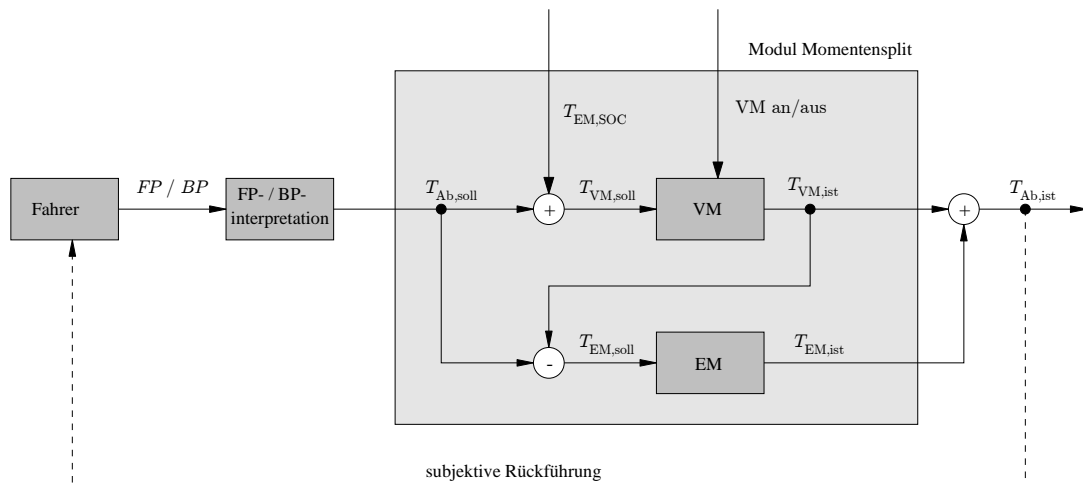 Modul Momentensplit
T_EM,SOC
VM an/aus
Fahrer
FP / BP
FP- / BP-
interpretation
T_Ab,soll
+
T_VM,soll
VM
T_VM,ist
+
T_Ab,ist
-
T_EM,soll
EM
T_EM,ist
subjektive Rückführung